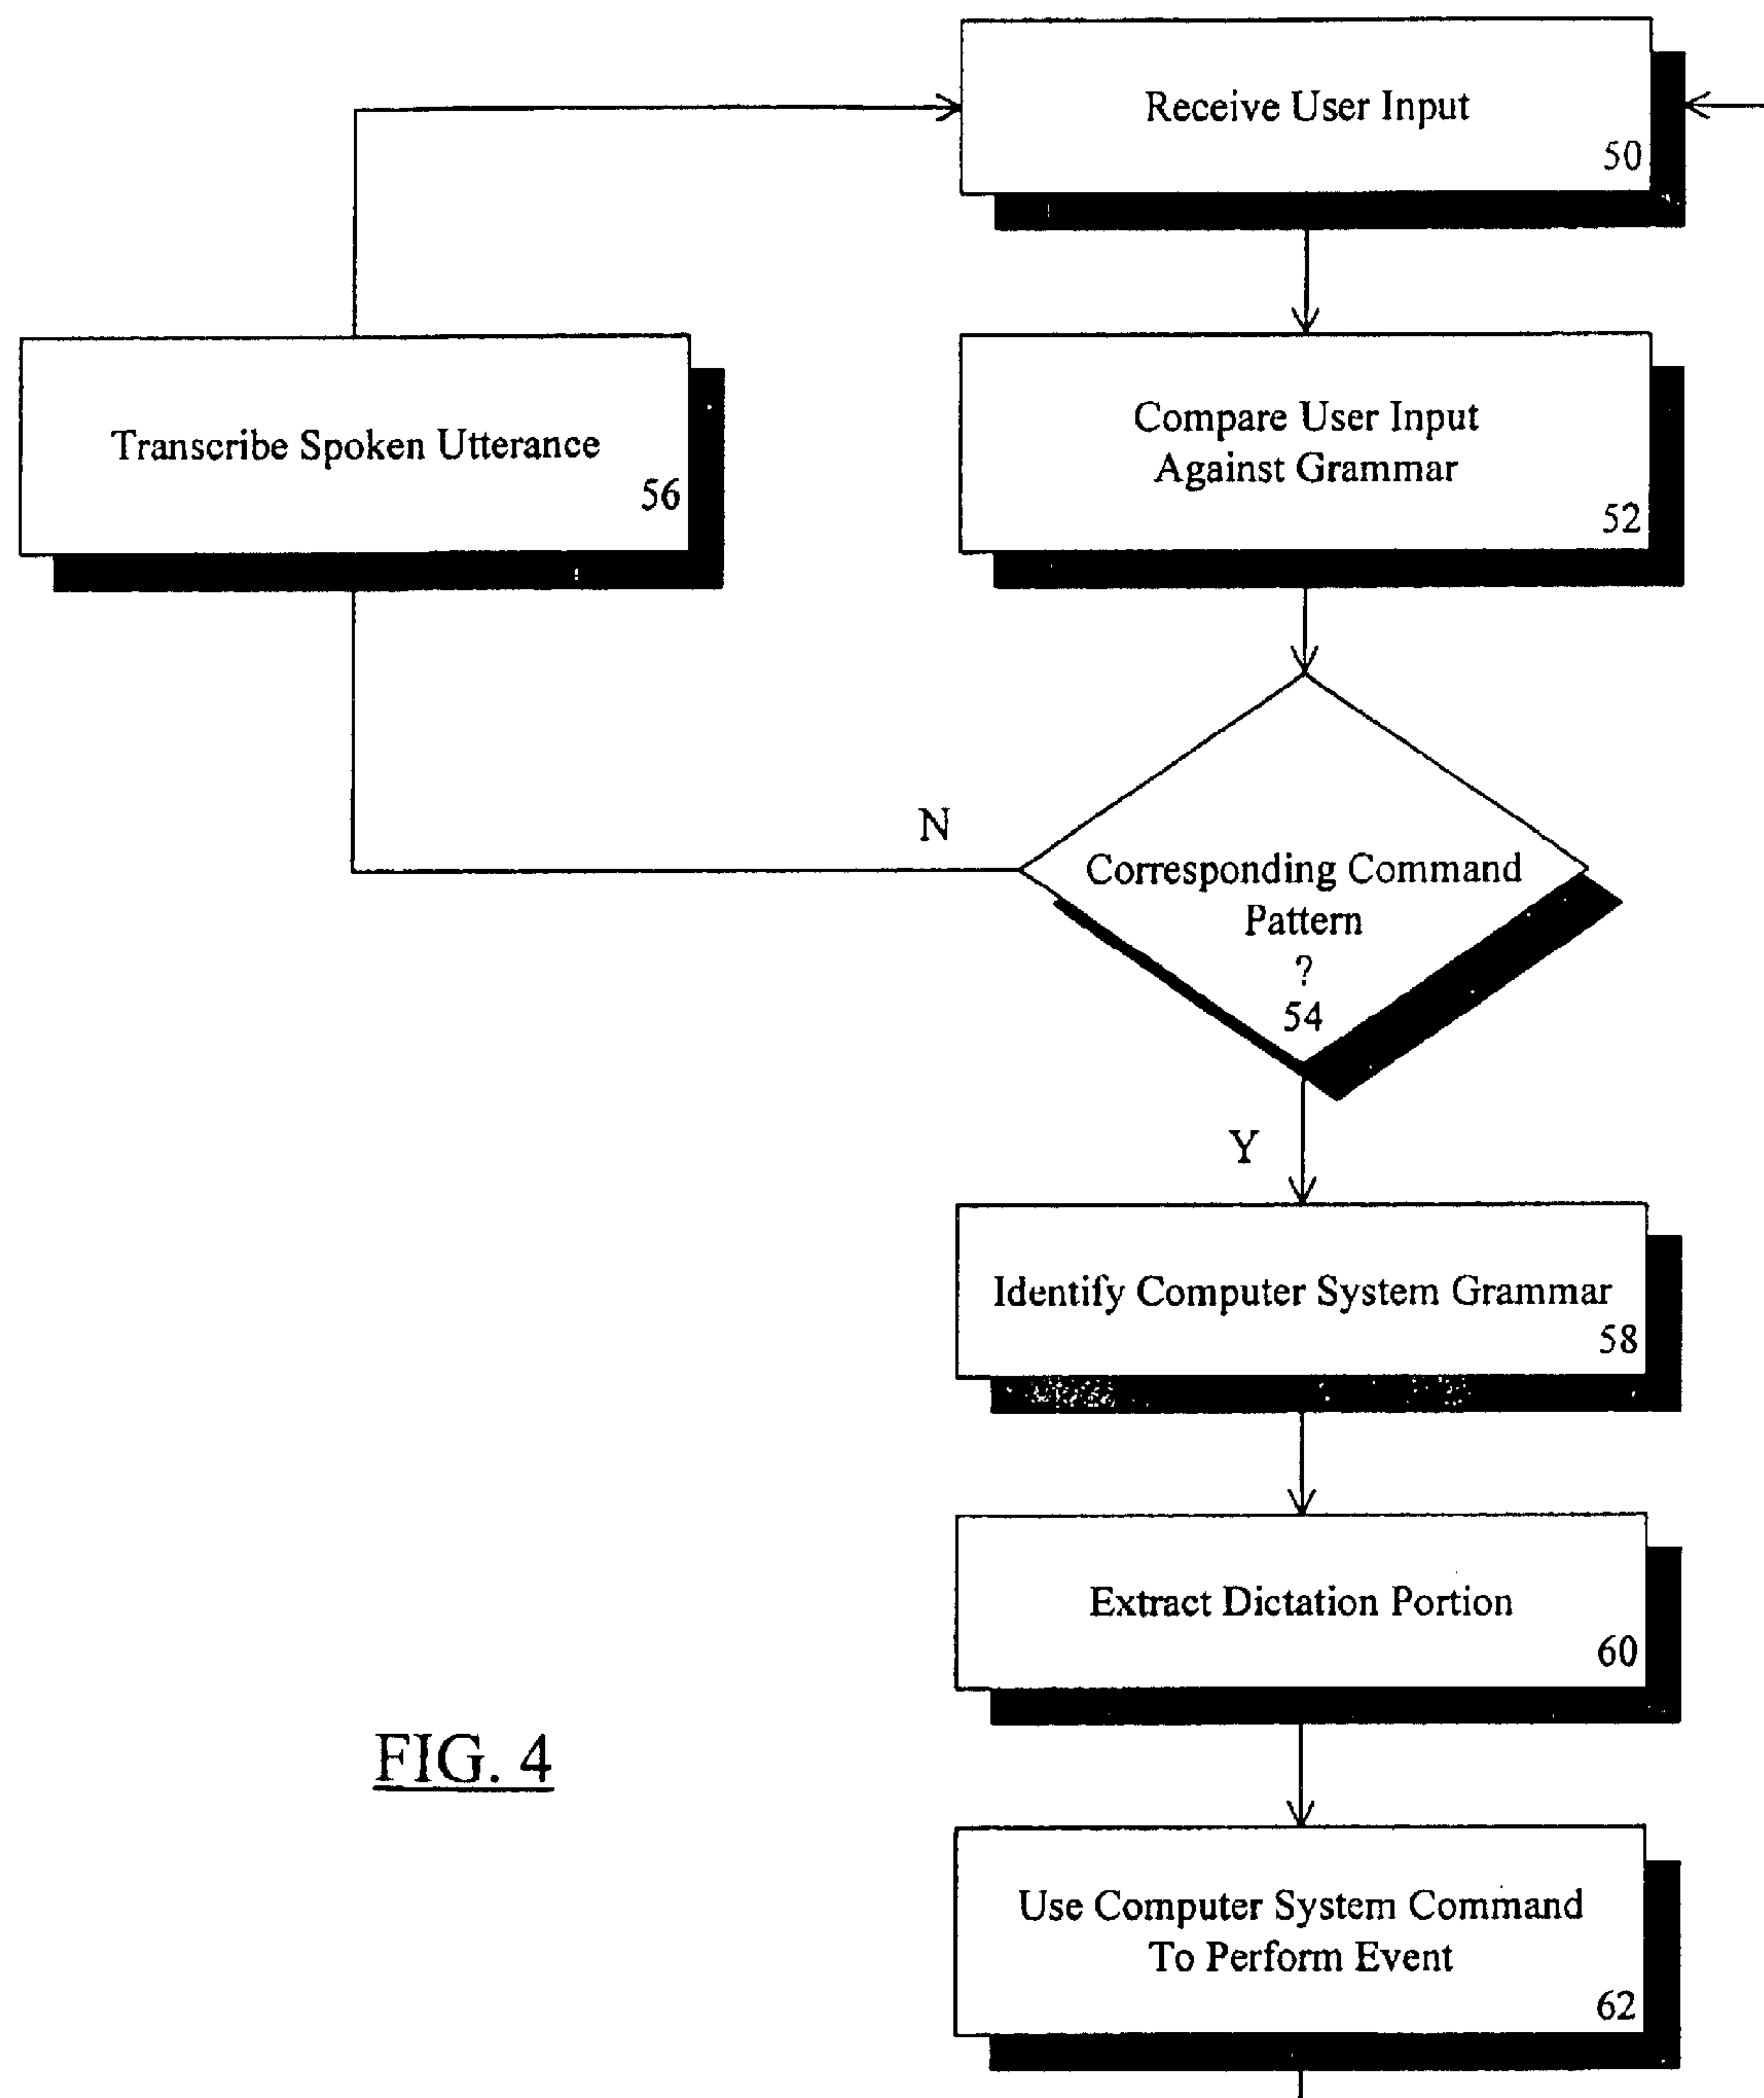 Receive User Input
50
Transcribe Spoken Utterance
56
Compare User Input
Against Grammar
52
N
Corresponding Command
Pattern
?
54
Y
Identify Computer System Grammar
58
Extract Dictation Portion
60
FIG. 4
Use Computer System Command
To Perform Event
62